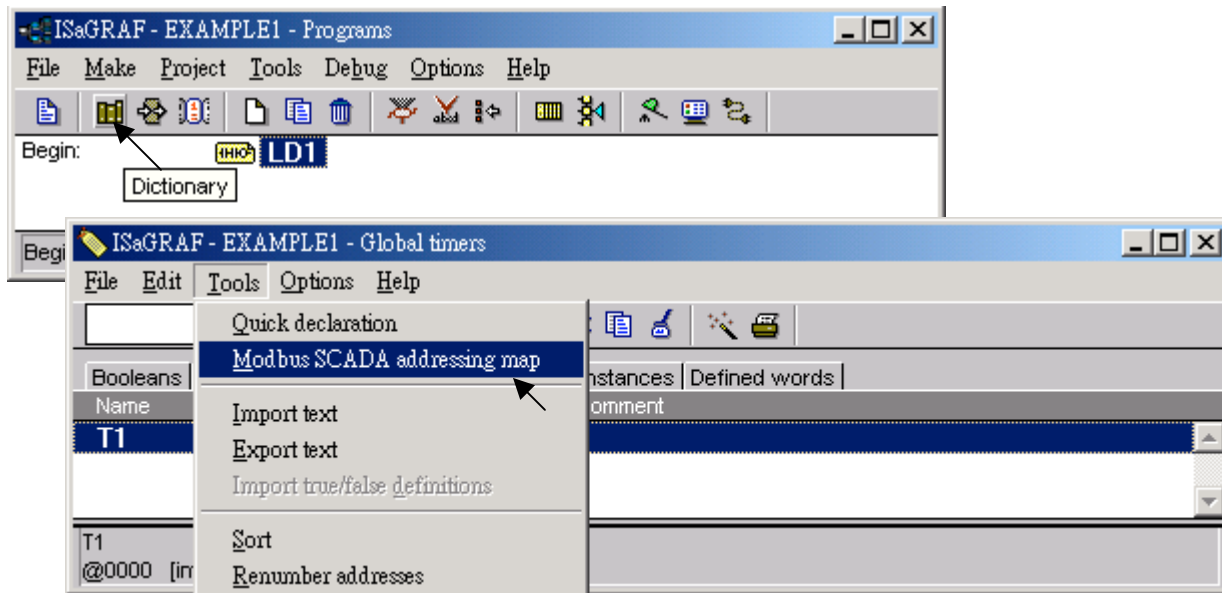 ISaGRAF - EXAMPLE1 - Programs
File Make Project Tools Debug Options Help
Begin: LD1
Dictionary
Begi
ISaGRAF - EXAMPLE1 - Global timers
File Edit Tools Options Help
Quick declaration
Modbus SCADA addressing map
Import text
Export text
Import true/false definitions
Sort
Renumber addresses
Booleans nstances Defined words
Name omment
T1
T1
@0000 [in